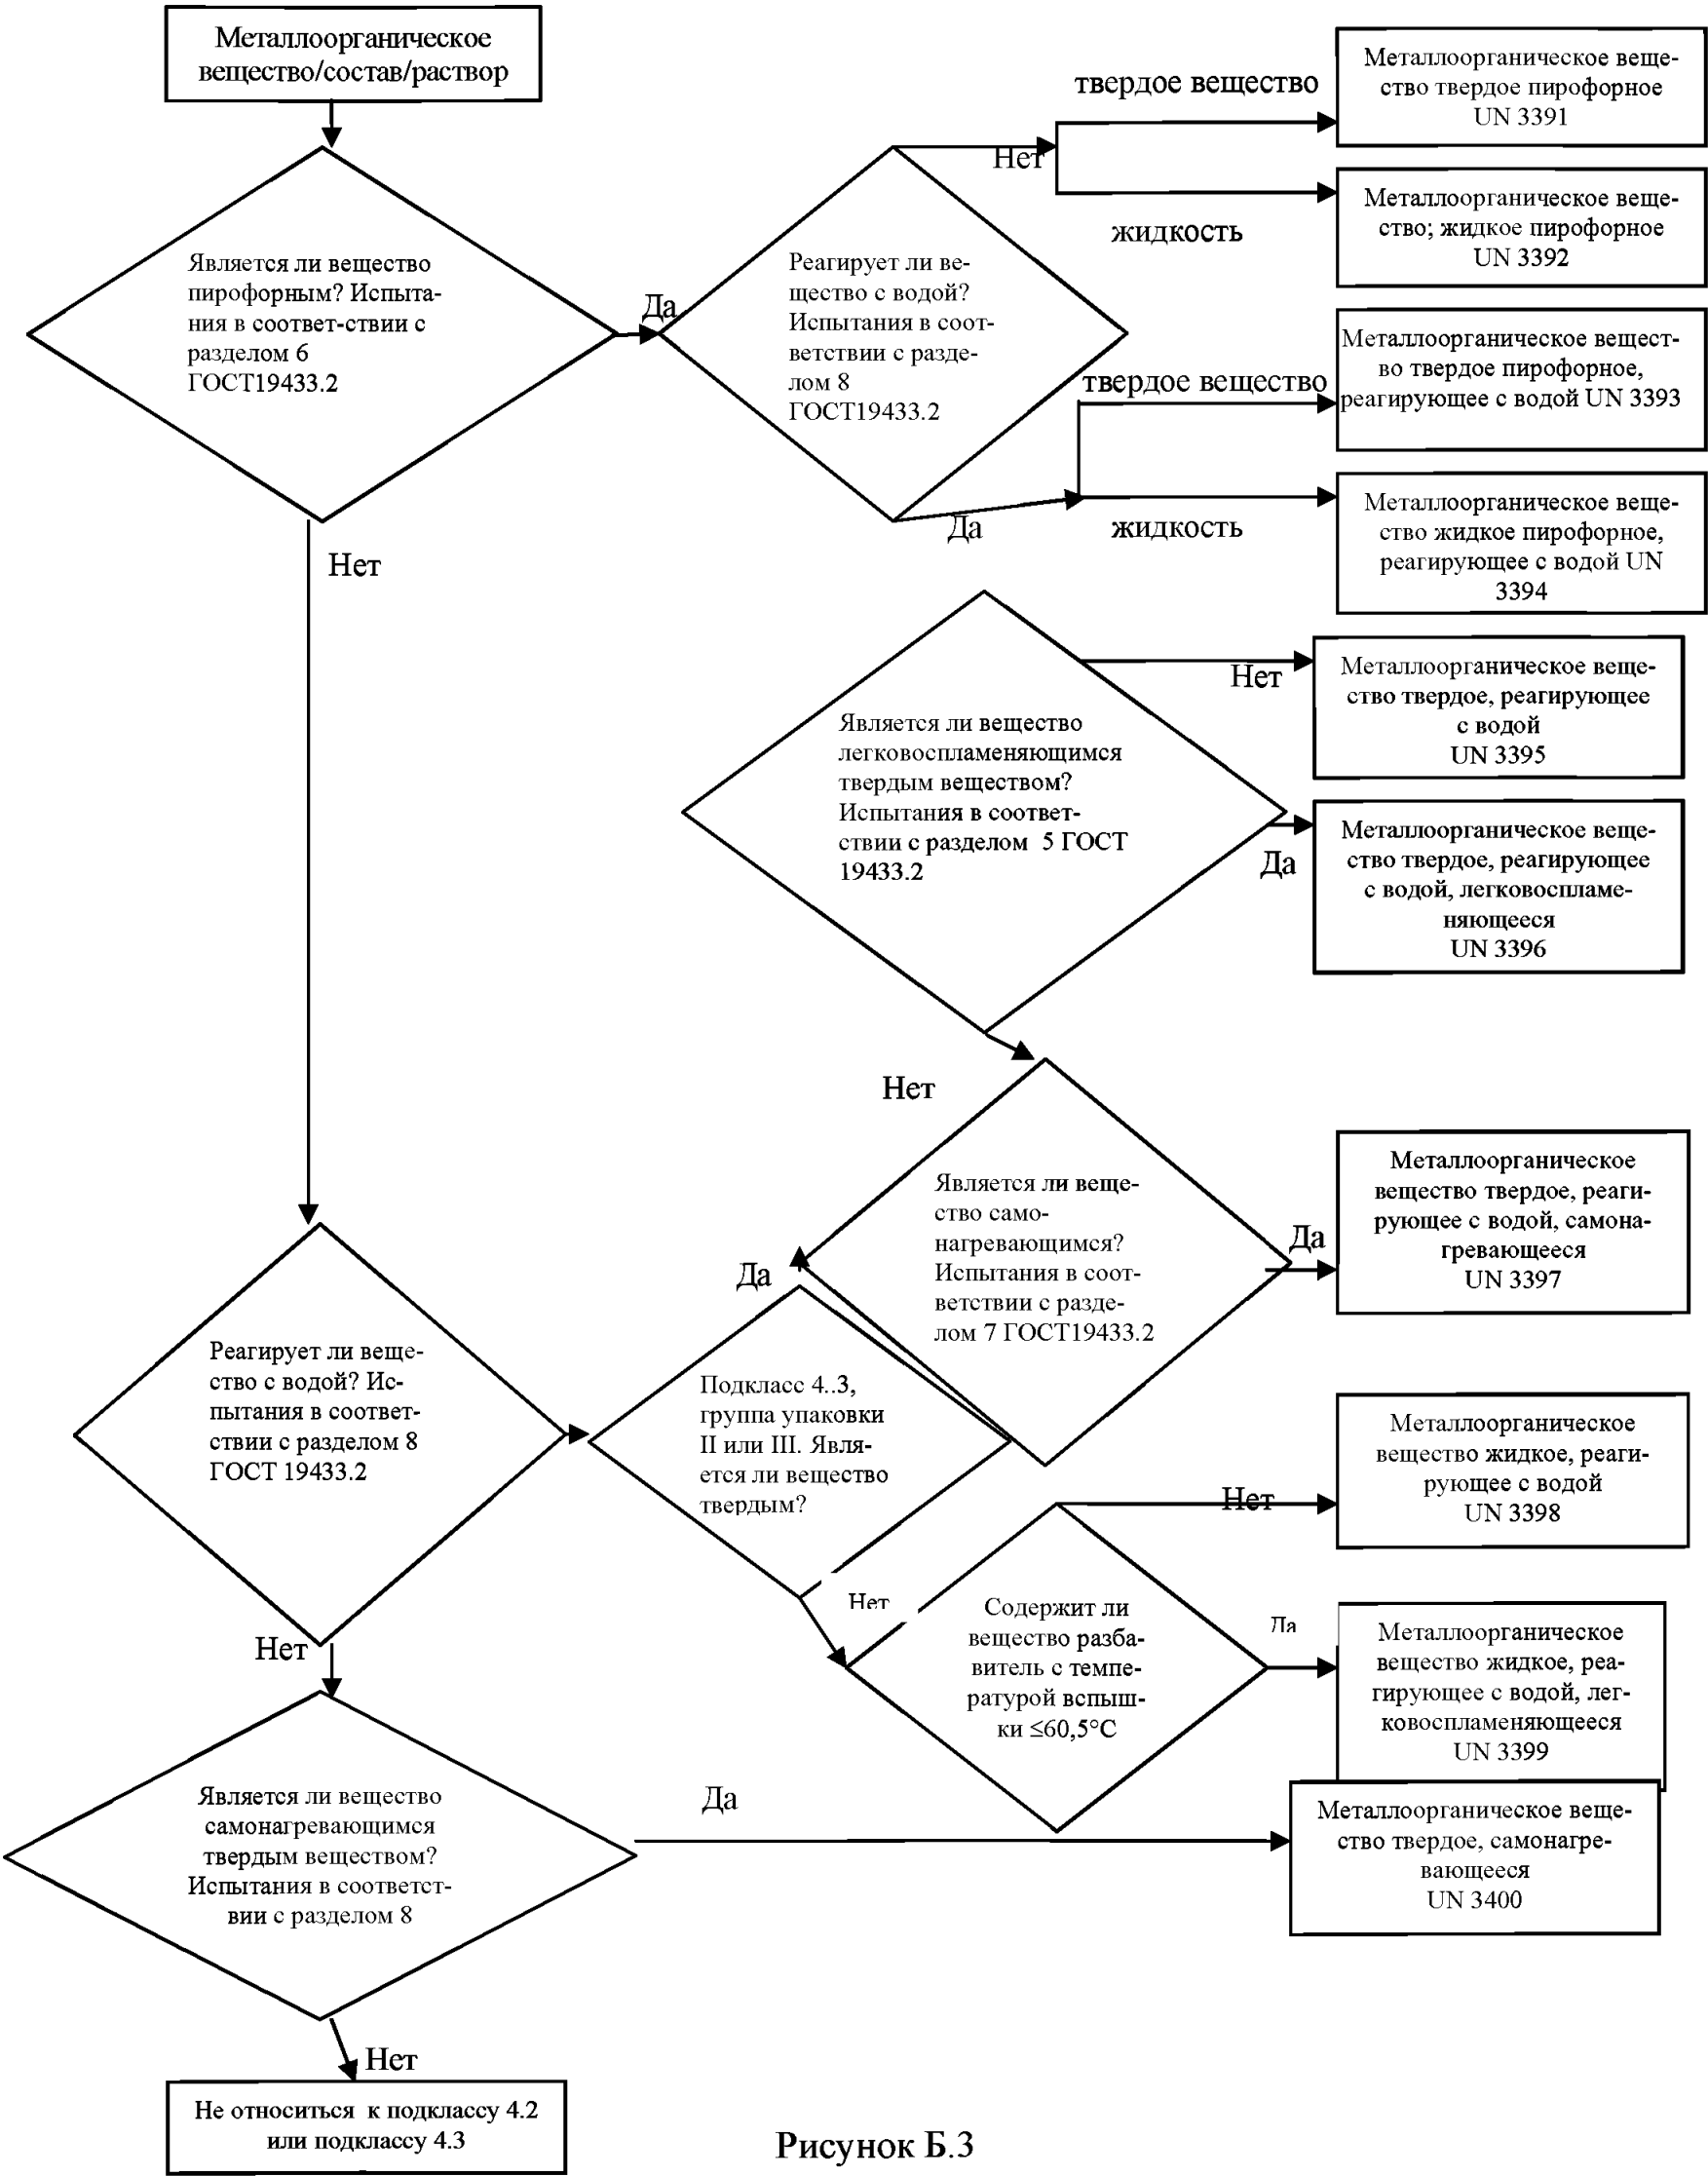 Металлоорганическое
вещество/состав/раствор
твердое вещество
Металлоорганическое веще-
ство твердое пирофорное
UN 3391
Нет
Металлоорганическое веще-
ство; жидкое пирофорное
UN 3392
жидкость
Является ли вещество
пирофорным? Испыта-
ния в соответ-ствии с
разделом 6
ГОСТ19433.2
Да
Реагирует ли ве-
щество с водой?
Испытания в соот-
ветствии с разде-
лом 8
ГОСТ19433.2
твердое вещество
Металлоорганическое вещест-
во твердое пирофорное,
реагирующее с водой UN 3393
Да
жидкость
Металлоорганическое веще-
ство жидкое пирофорное,
реагирующее с водой UN
3394
Нет
Является ли вещество
легковоспламеняющимся
твердым веществом?
Испытания в соответ-
ствии с разделом 5 ГОСТ
19433.2
Нет
Металлоорганическое веще-
ство твердое, реагирующее
с водой
UN 3395
Да
Металлоорганическое веще-
ство твердое, реагирующее
с водой, легковоспламе-
няющееся
UN 3396
Нет
Является ли веще-
ство само-
нагревающимся?
Испытания в соот-
ветствии с разде-
лом 7 ГОСТ19433.2
Да
Металлоорганическое
вещество твердое, реаги-
рующее с водой, самона-
гревающееся
UN 3397
Да
Реагирует ли веще-
ство с водой? Ис-
пытания в соответ-
ствии с разделом 8
ГОСТ 19433.2
Подкласс 4..3,
группа упаковки
II или III. Явля-
ется ли вещество
твердым?
Нет
Металлоорганическое
вещество жидкое, реаги-
рующее с водой
UN 3398
Нет
Содержит ли
вещество разба-
витель с темпе-
ратурой вспыш-
ки ≤60,5°С
Да
Металлоорганическое
вещество жидкое, реа-
гирующее с водой, лег-
ковоспламеняющееся
UN 3399
Нет
Является ли вещество
самонагревающимся
твердым веществом?
Испытания в соответст-
вии с разделом 8
Да
Металлоорганическое веще-
ство твердое, самонагре-
вающееся
UN 3400
Нет
Не относиться к подклассу 4.2
или подклассу 4.3
Рисунок Б.3